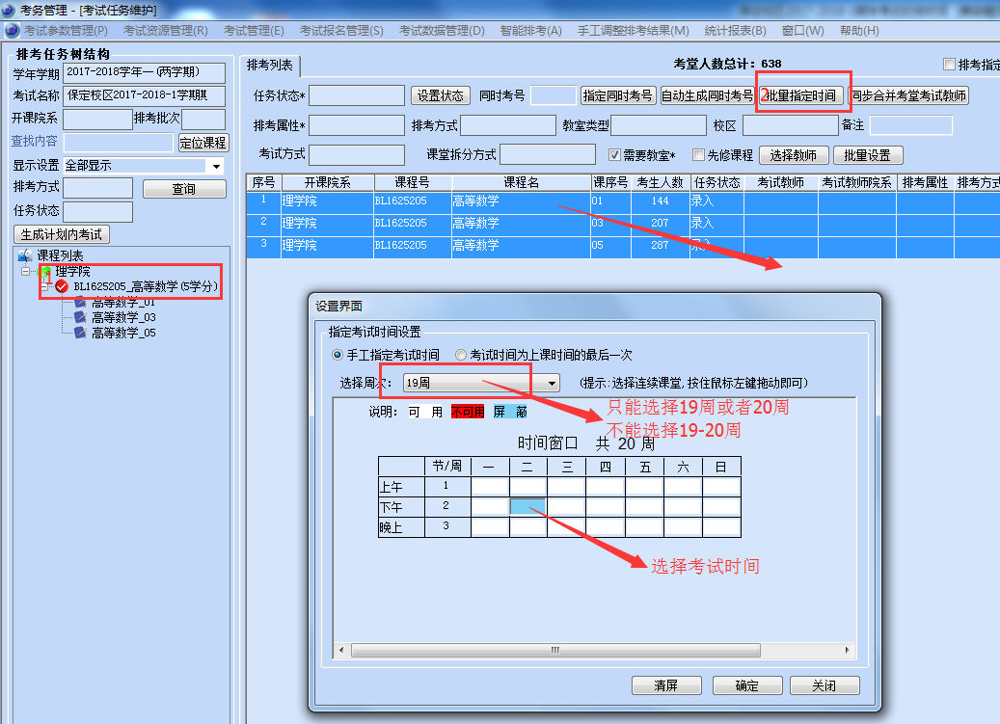 考务管理 - [考试任务维护]
考试参数管理(P) 考试资源管理(R) 考试管理(E) 考试报名管理(S) 考试数据管理(D) 智能排考(A) 手工调整排考结果(M) 统计报表(B) 窗口(W) 帮助(H)
排考任务树结构
学年学期 2017-2018学年一(两学期)
考试名称 保定校区2017-2018-1学期期
开课院系 排考批次
查找内容 定位课程
显示设置 全部显示
排考方式 查询
任务状态
生成计划内考试
课程列表
理学院
1
BL1625205_高等数学(5学分)
高等数学_01
高等数学_03
高等数学_05
排考列表
考堂人数总计：638
排考指定
任务状态* 设置状态 同时考号 指定同时考号 自动生成同时考号 2 批量指定时间 同步合并考堂考试教师
排考属性* 排考方式 教室类型 校区 备注
考试方式 课堂拆分方式 需要教室* 先修课程 选择教师 批量设置
序号 开课院系 课程号 课程名 课序号 考生人数 任务状态 考试教师 考试教师院系 排考属性 排考方式
1 理学院 BL1625205 高等数学 01 144 录入
2 理学院 BL1625205 高等数学 03 207 录入
3 理学院 BL1625205 高等数学 05 287 录入
设置界面
指定考试时间设置
手工指定考试时间 考试时间为上课时间的最后一次
选择周次： 19周 (提示:选择连续课堂,按住鼠标左键拖动即可)
说明： 可 用 不可用 屏 蔽
只能选择19周或者20周
不能选择19-20周
时间窗口 共 20 周
节/周 一 二 三 四 五 六 日
上午 1
下午 2
晚上 3
选择考试时间
清屏 确定 关闭